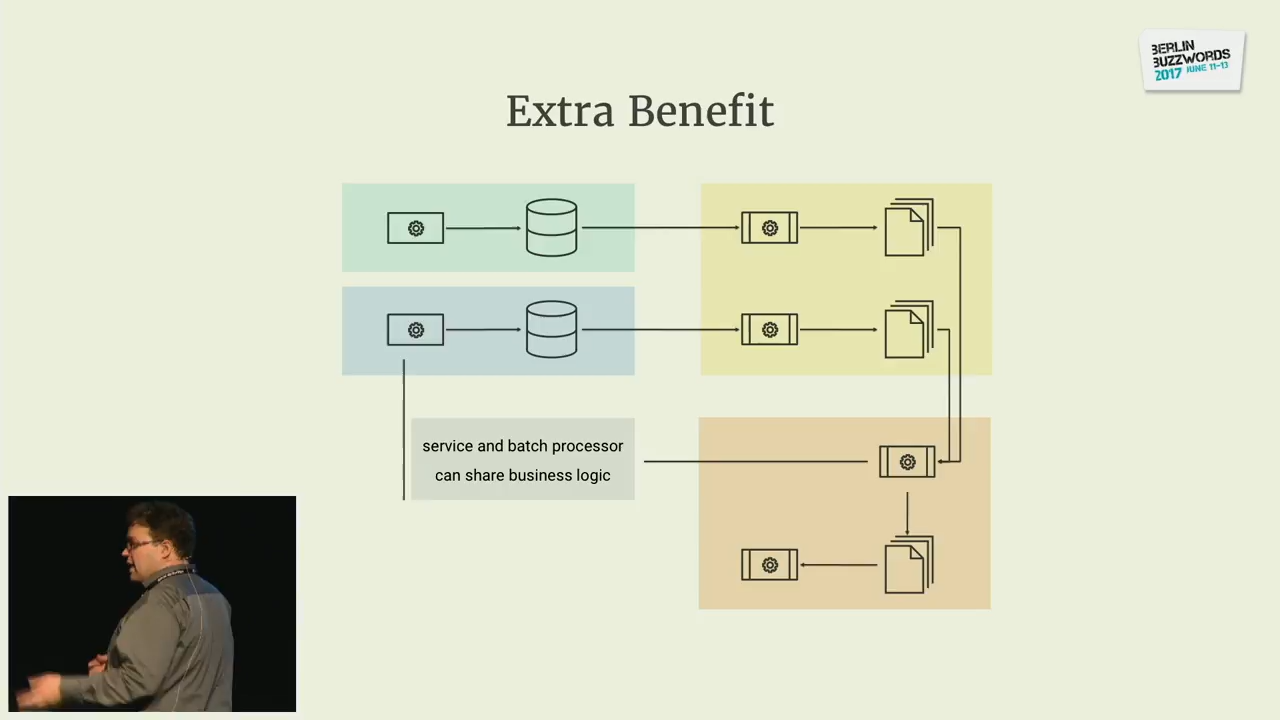 BERLIN
BUZZWORDS
2017 JUNE 11-13
Extra Benefit
service and batch processor
can share business logic